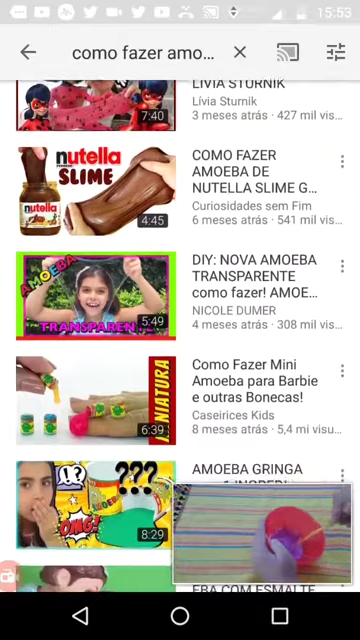 15:53
como fazer amo...
LÍVIA STURNIK
Lívia Sturnik
3 meses atrás · 427 mil vis...
7:40
nutella
SLIME
nutella
4:45
COMO FAZER
AMOEBA DE
NUTELLA SLIME G...
Curiosidades sem Fim
6 meses atrás · 541 mil vis...
AMOEBA
TRANSPARENTE
5:49
DIY: NOVA AMOEBA
TRANSPARENTE
como fazer! AMOE...
NICOLE DUMER
4 meses atrás · 308 mil vis...
MINIATURA
6:39
Como Fazer Mini
Amoeba para Barbie
e outras Bonecas!
Caseirices Kids
8 meses atrás · 5,4 mi visu...
!?
???
OMG!
8:29
AMOEBA GRINGA